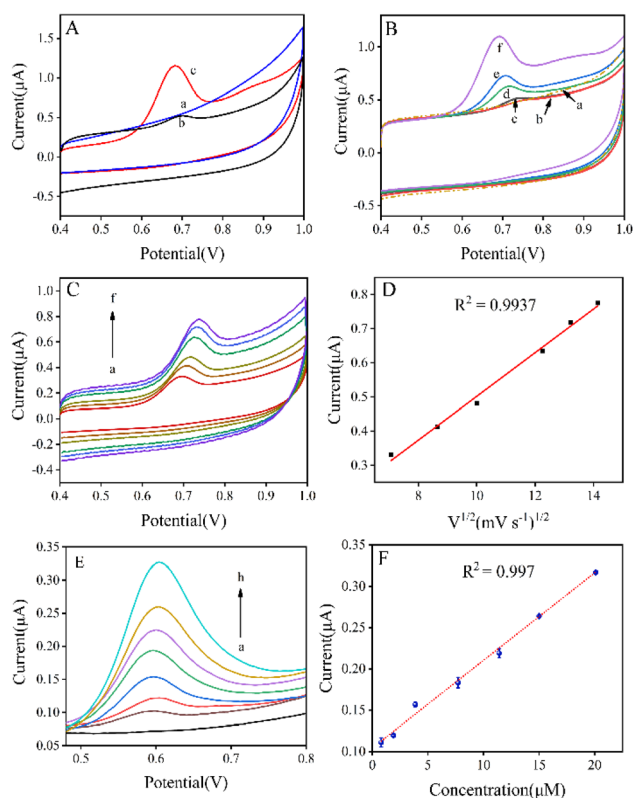 A
Current(μA)
1.5
1.0
0.5
0.0
-0.5
c
a
b
0.4 0.5 0.6 0.7 0.8 0.9 1.0
Potential(V)
B
Current(μA)
1.0
0.5
0.0
-0.5
f
e
d
c
b
a
0.4 0.5 0.6 0.7 0.8 0.9 1.0
Potential(V)
C
Current(μA)
1.0
0.8
0.6
0.4
0.2
0.0
-0.2
-0.4
f
a
0.4 0.5 0.6 0.7 0.8 0.9 1.0
Potential(V)
D
R² = 0.9937
Current(μA)
0.8
0.7
0.6
0.5
0.4
0.3
8 10 12 14
V^1/2(mV s⁻¹)^1/2
E
Current(μA)
0.35
0.30
0.25
0.20
0.15
0.10
0.05
h
a
0.5 0.6 0.7 0.8
Potential(V)
F
R² = 0.997
Current(μA)
0.35
0.30
0.25
0.20
0.15
0.10
0 5 10 15 20
Concentration(μM)